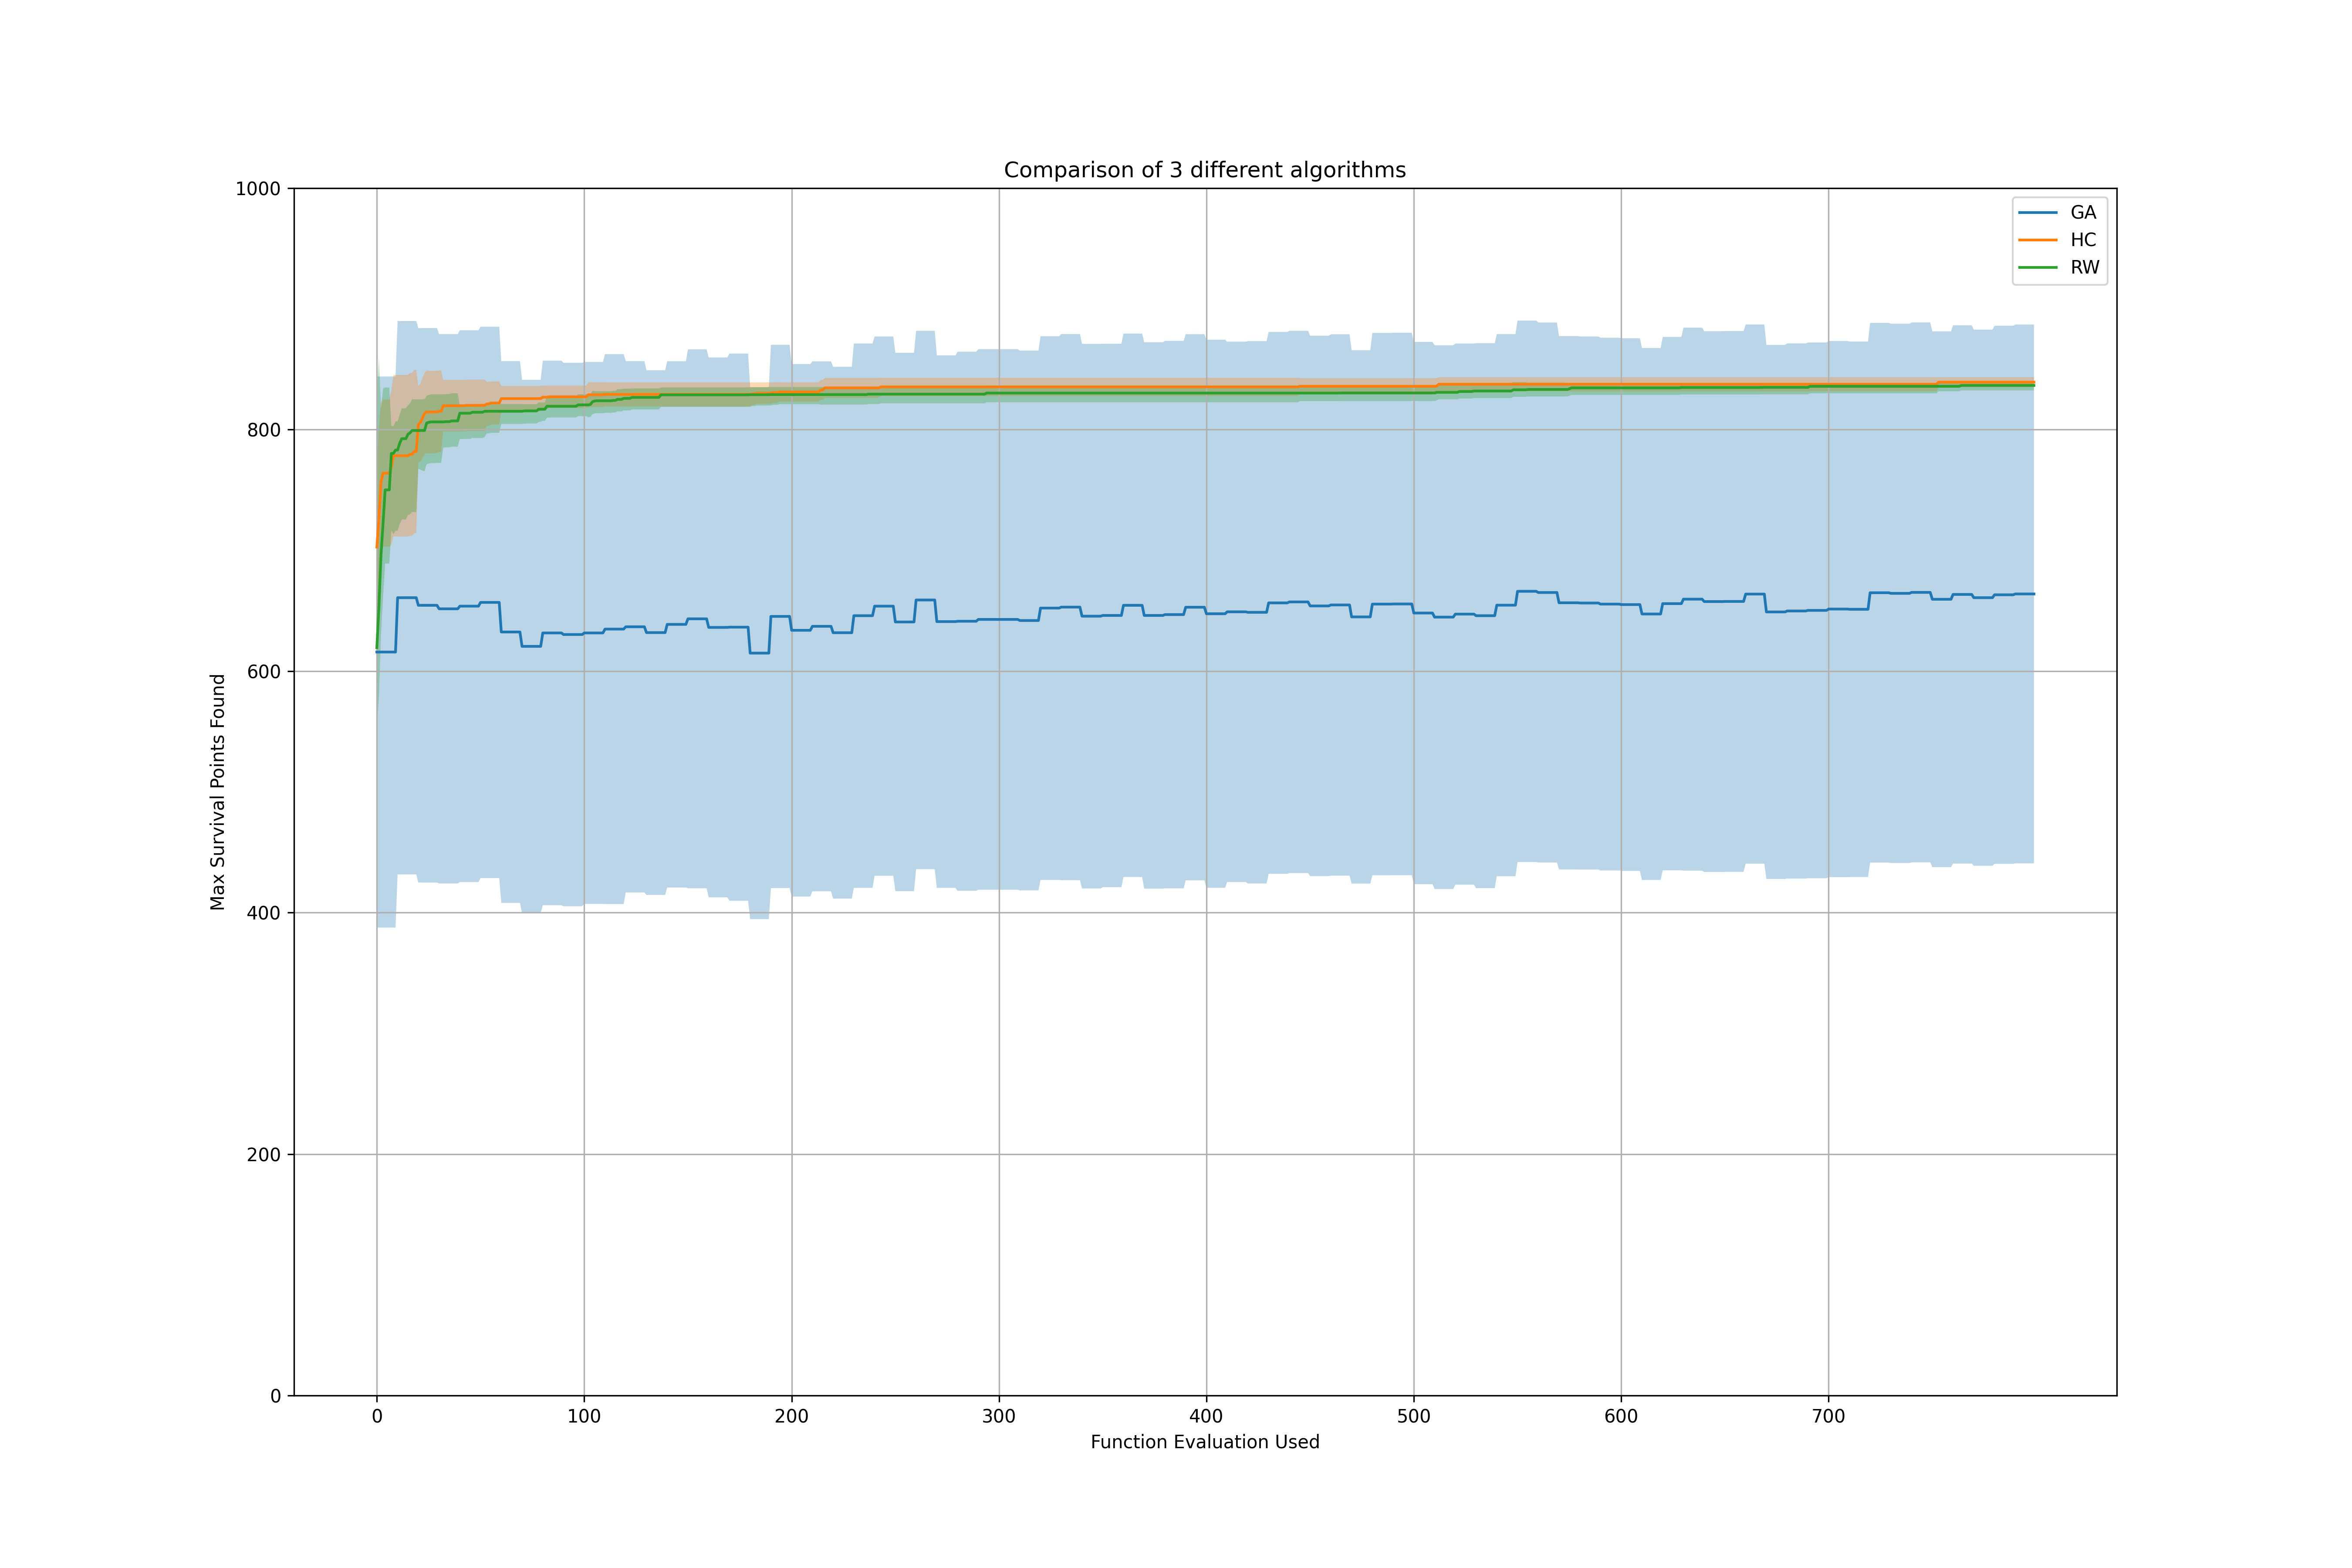 Comparison of 3 different algorithms
1000
800
600
400
200
0
Max Survival Points Found
GA
HC
RW
0 100 200 300 400 500 600 700
Function Evaluation Used